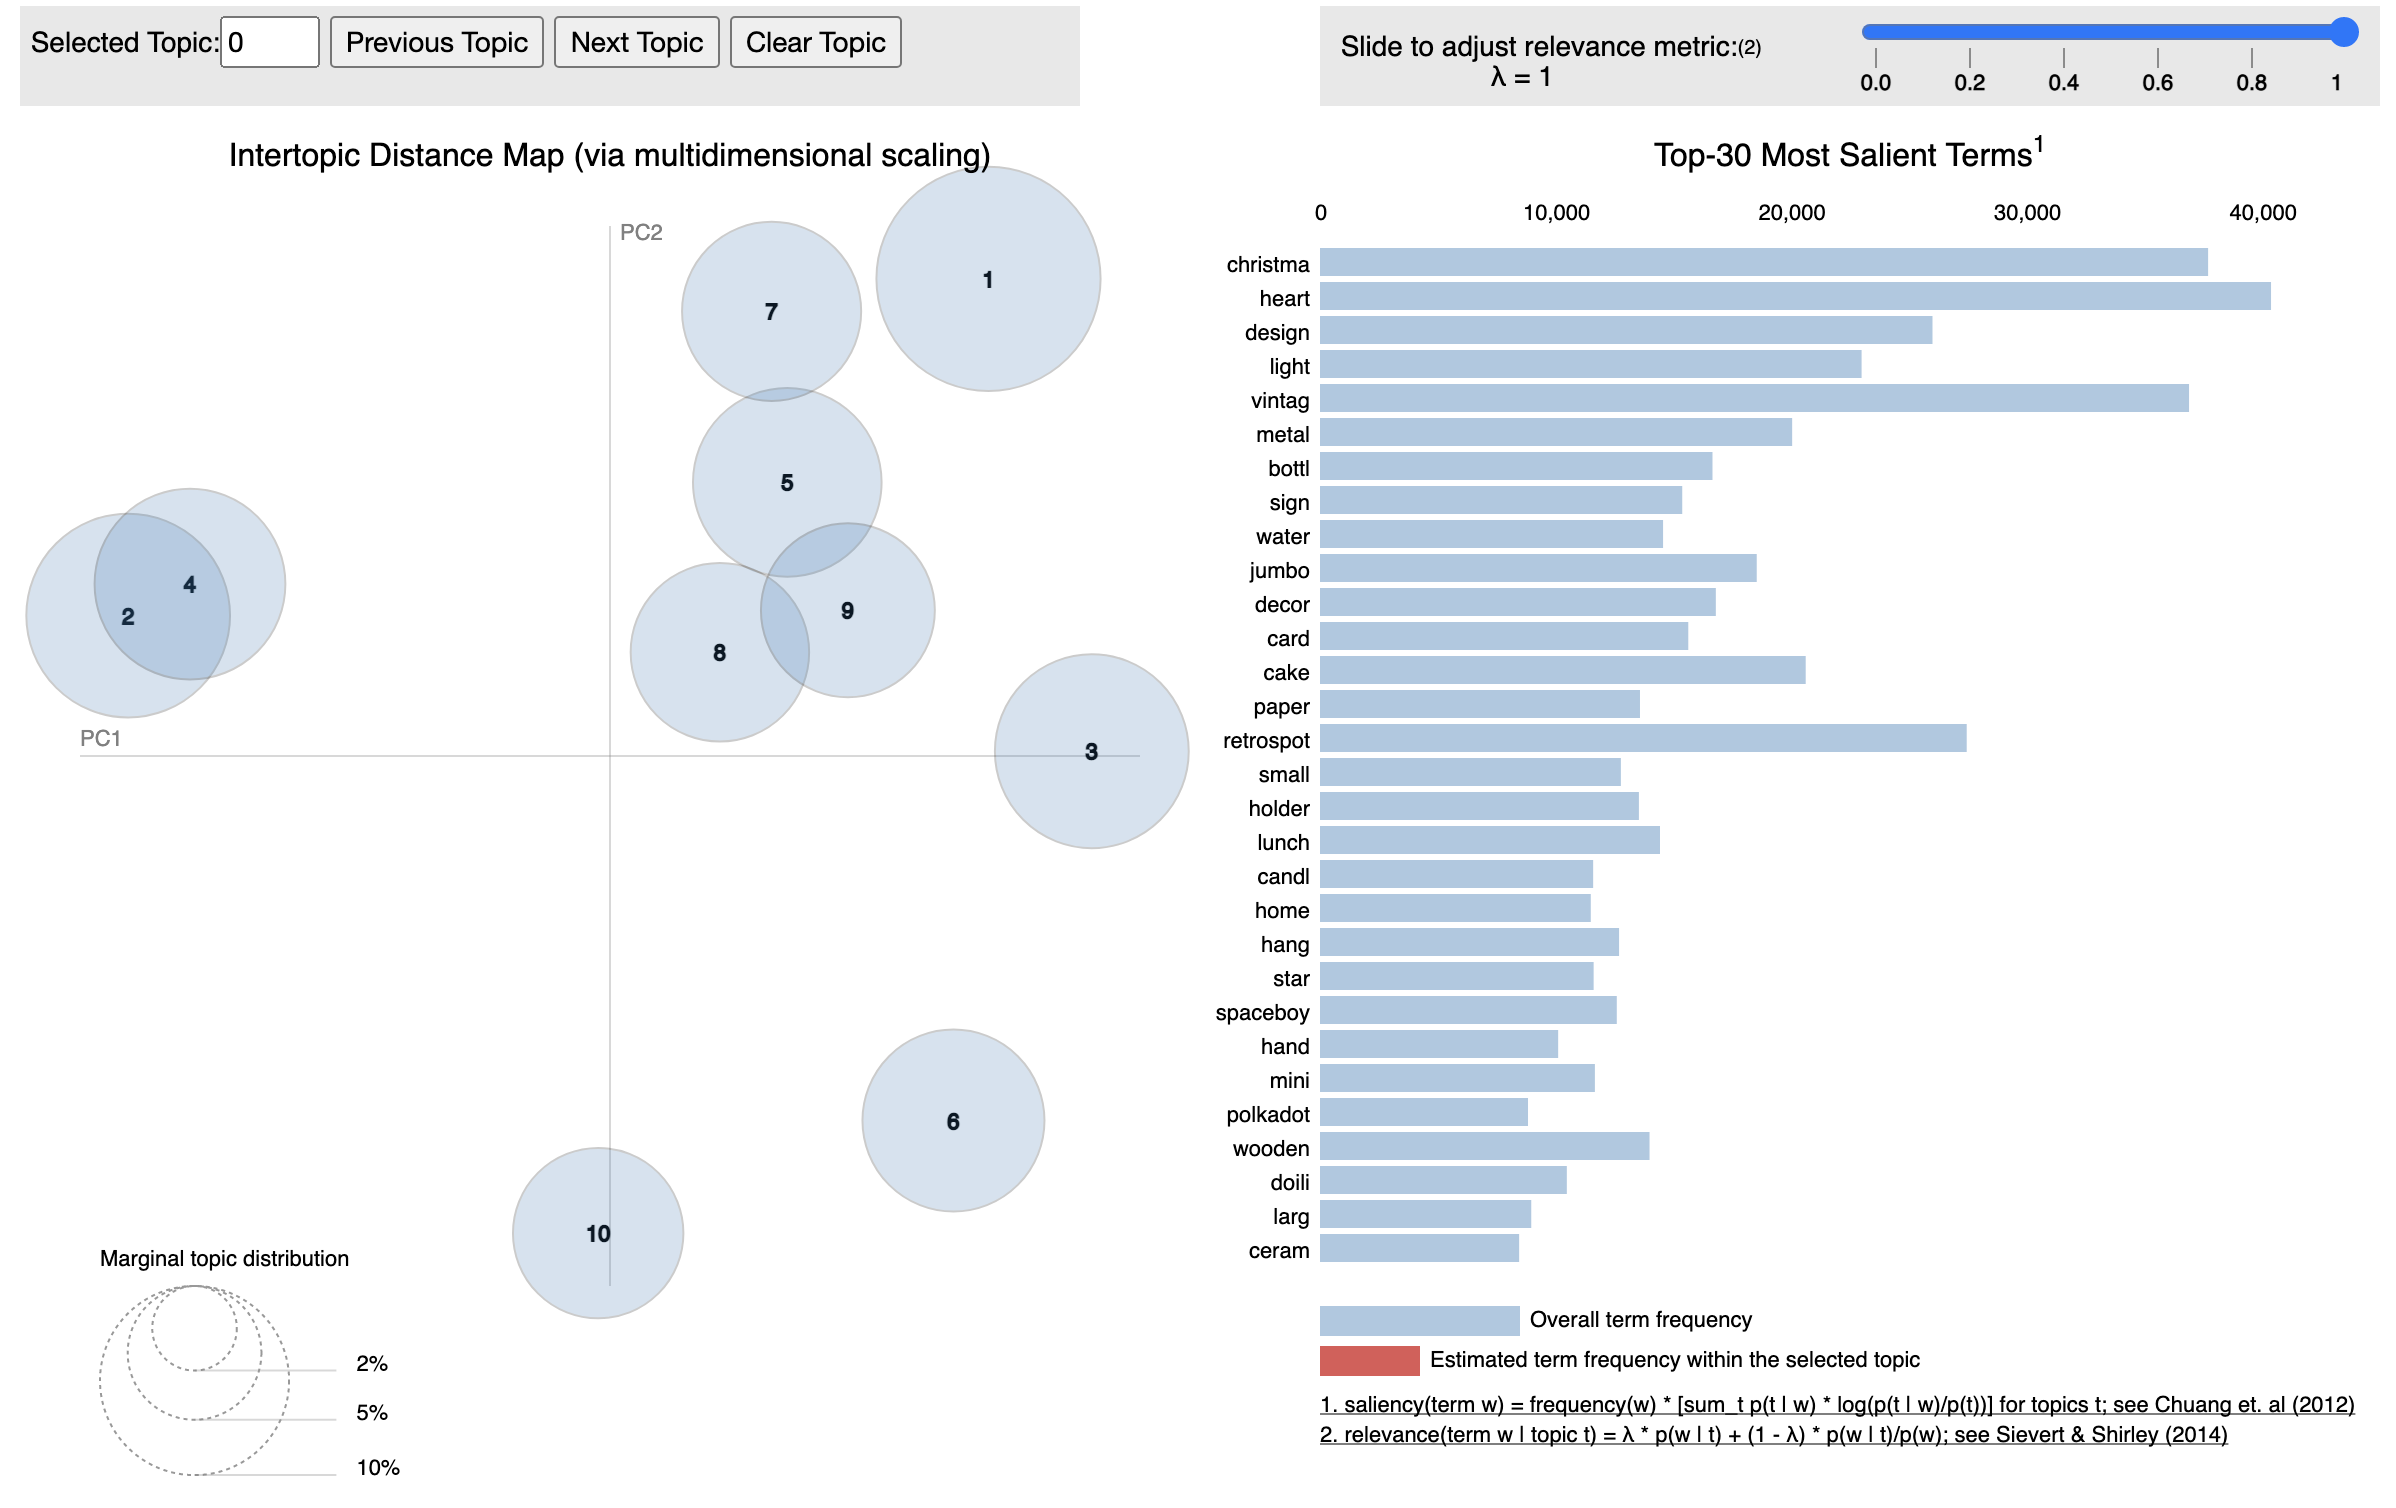 Selected Topic: 0 Previous Topic Next Topic Clear Topic
Slide to adjust relevance metric:(2)
λ = 1
0.0 0.2 0.4 0.6 0.8 1
Intertopic Distance Map (via multidimensional scaling)
PC2
PC1
1
7
5
4
2
9
8
3
6
10
Marginal topic distribution
2%
5%
10%
Top-30 Most Salient Terms1
0 10,000 20,000 30,000 40,000
christma
heart
design
light
vintag
metal
bottl
sign
water
jumbo
decor
card
cake
paper
retrospot
small
holder
lunch
candl
home
hang
star
spaceboy
hand
mini
polkadot
wooden
doili
larg
ceram
Overall term frequency
Estimated term frequency within the selected topic
1. saliency(term w) = frequency(w) * [sum_t p(t | w) * log(p(t | w)/p(t))] for topics t; see Chuang et. al (2012)
2. relevance(term w | topic t) = λ * p(w | t) + (1 - λ) * p(w | t)/p(w); see Sievert & Shirley (2014)